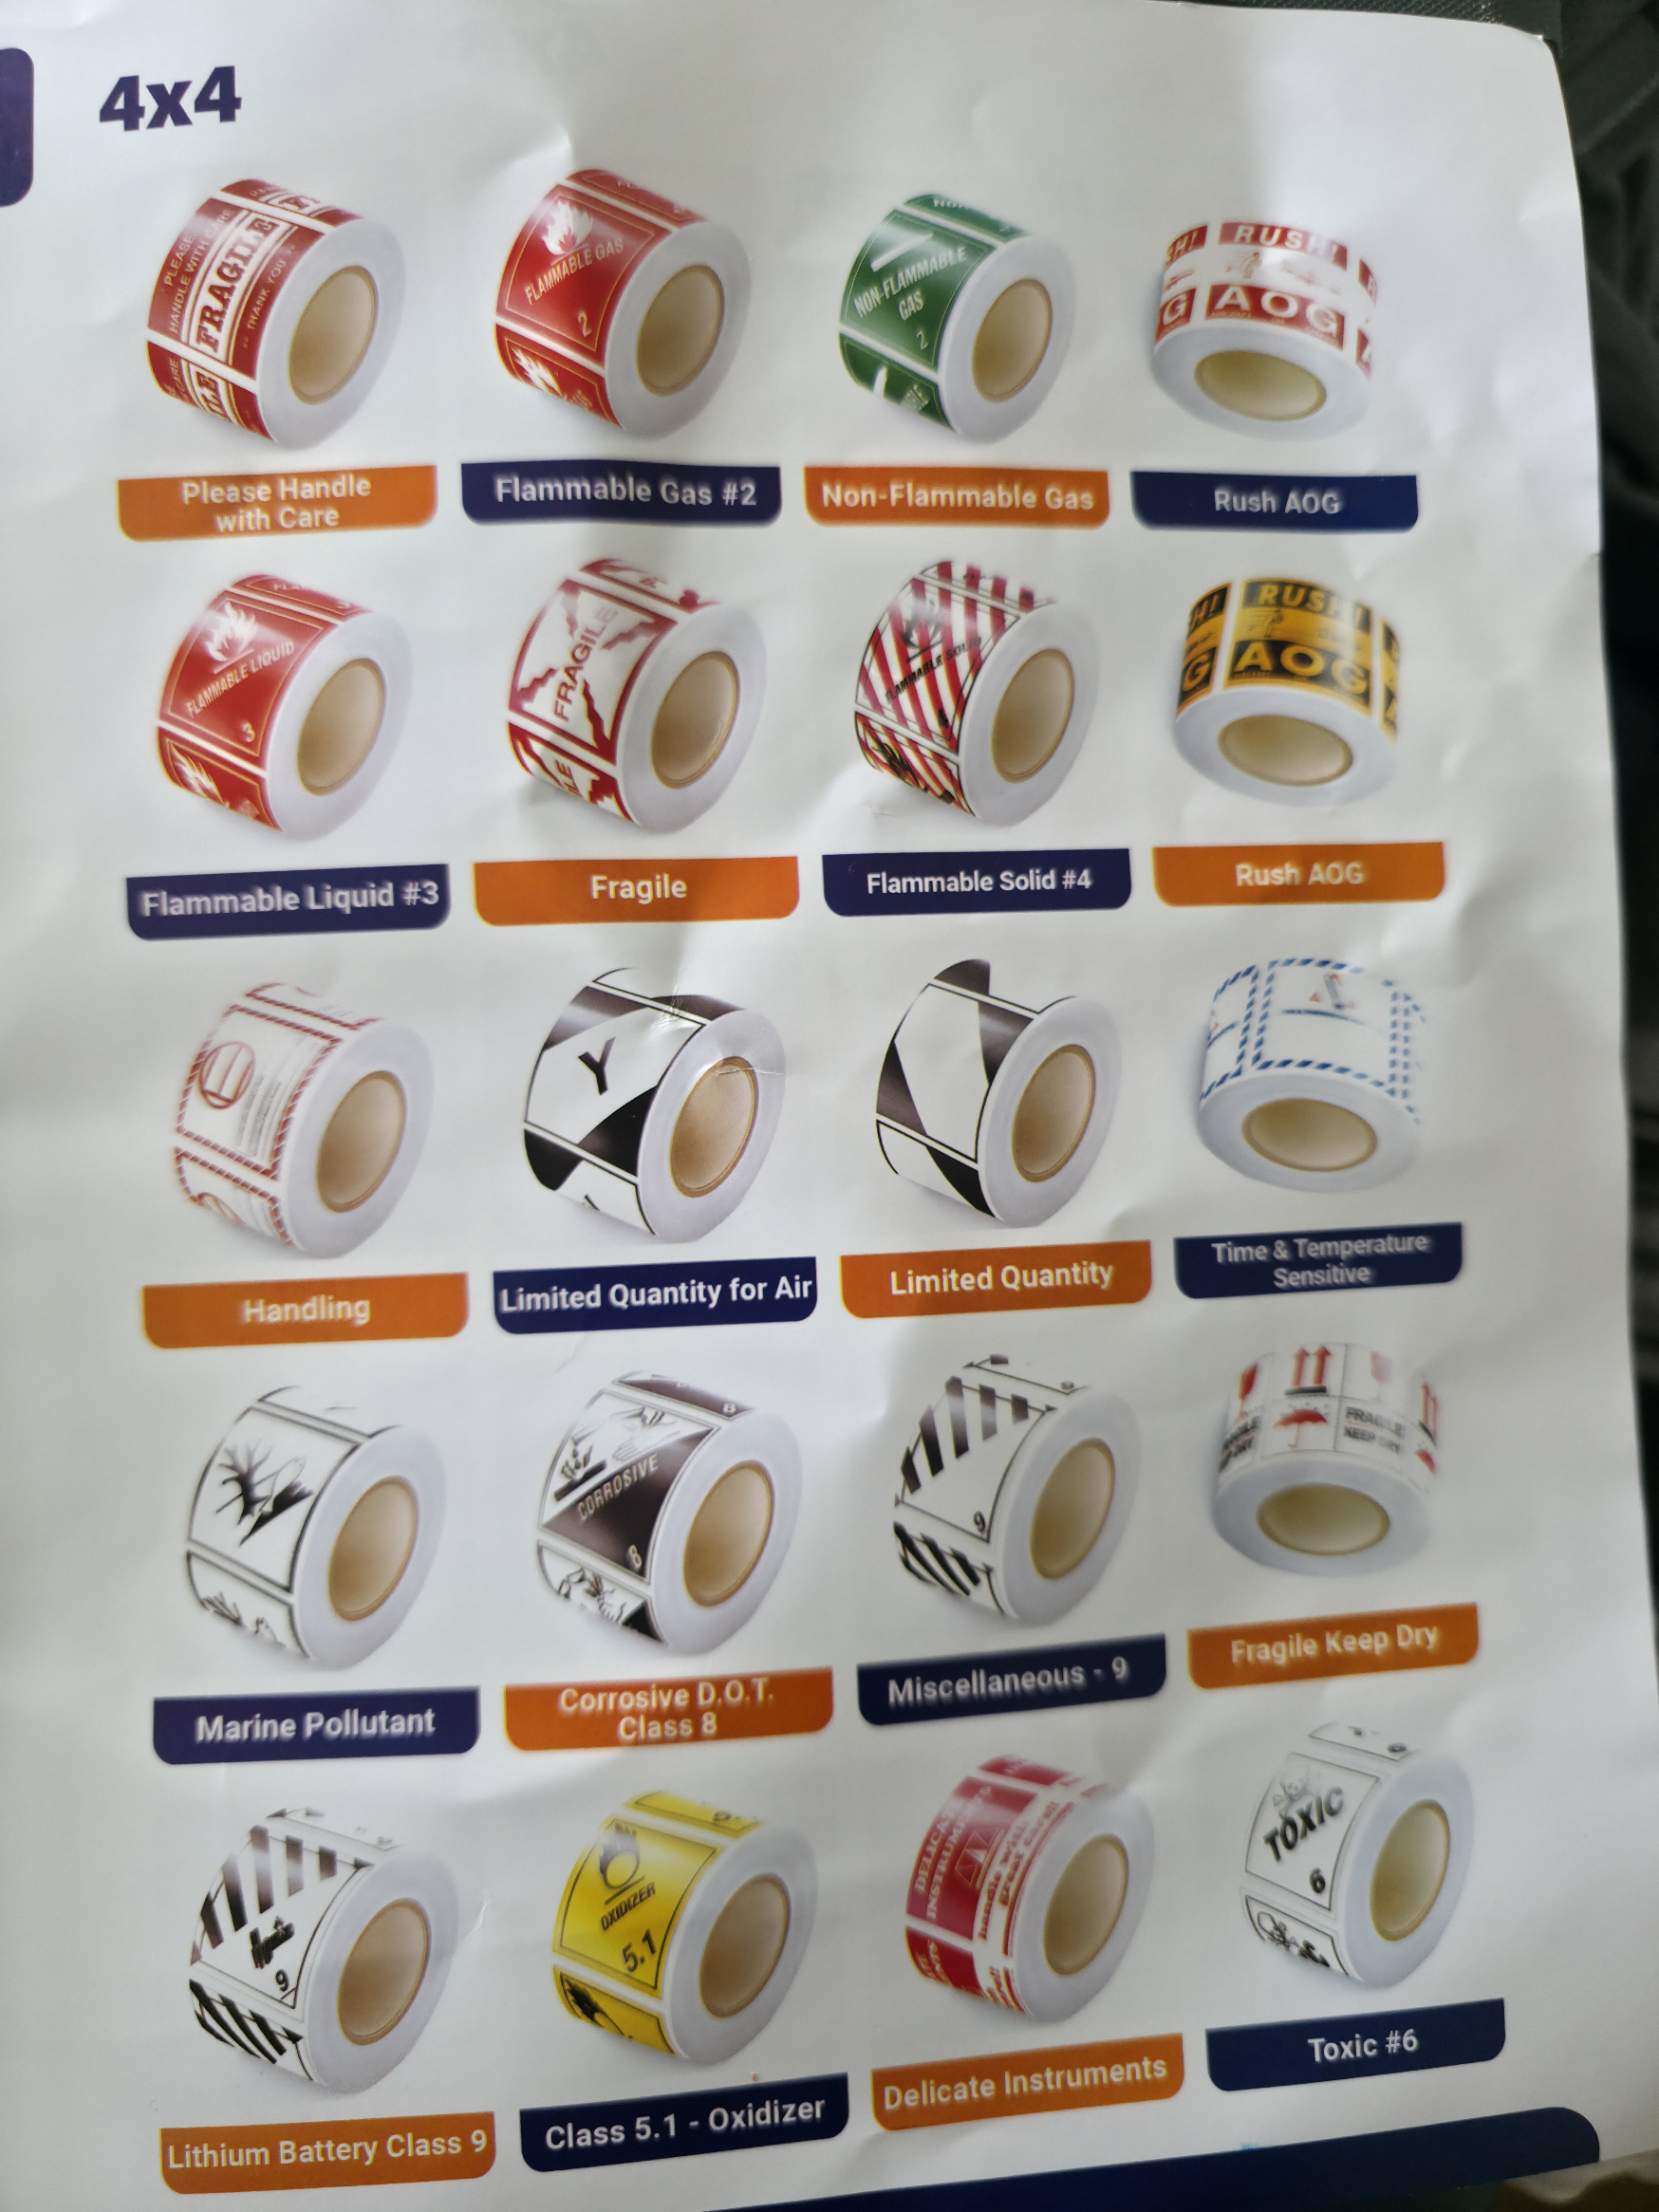 4x4
PLEASE
HANDLE WITH CARE
FRAGILE
THANK YOU
FLAMMABLE GAS
2
NON-FLAMMABLE
GAS
2
RUSH!
AOG
Please Handle
with Care
Flammable Gas #2
Non-Flammable Gas
Rush AOG
FLAMMABLE LIQUID
3
FRAGILE
FLAMMABLE SOLID
4
RUSH!
AOG
Flammable Liquid #3
Fragile
Flammable Solid #4
Rush AOG
Y
Handling
Limited Quantity for Air
Limited Quantity
Time & Temperature
Sensitive
CORROSIVE
8
9
FRAGILE
KEEP DRY
Marine Pollutant
Corrosive D.O.T.
Class 8
Miscellaneous - 9
Fragile Keep Dry
9
OXIDIZER
5.1
DELICATE
INSTRUMENTS
TOXIC
6
Lithium Battery Class 9
Class 5.1 - Oxidizer
Delicate Instruments
Toxic #6